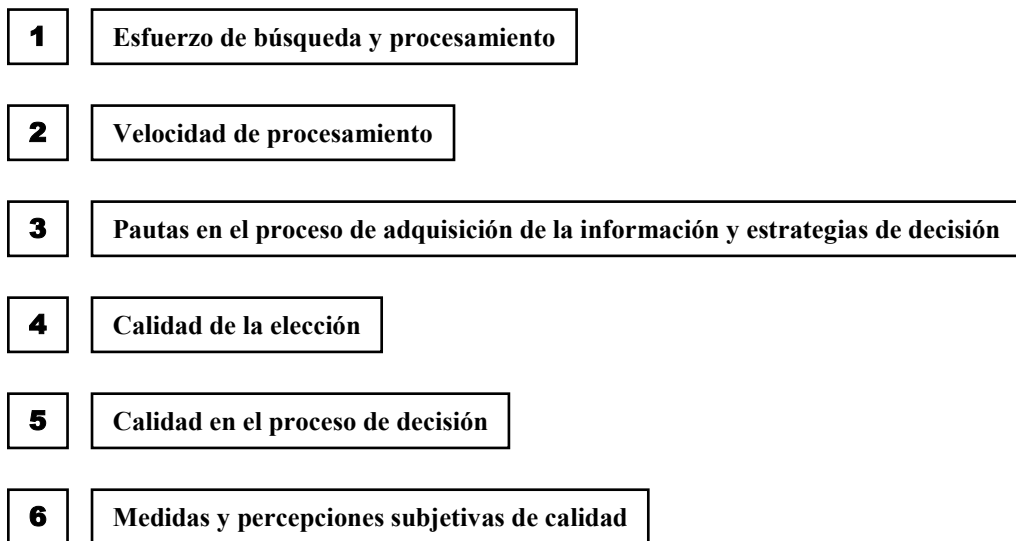 1 Esfuerzo de búsqueda y procesamiento
2 Velocidad de procesamiento
3 Pautas en el proceso de adquisición de la información y estrategias de decisión
4 Calidad de la elección
5 Calidad en el proceso de decisión
6 Medidas y percepciones subjetivas de calidad